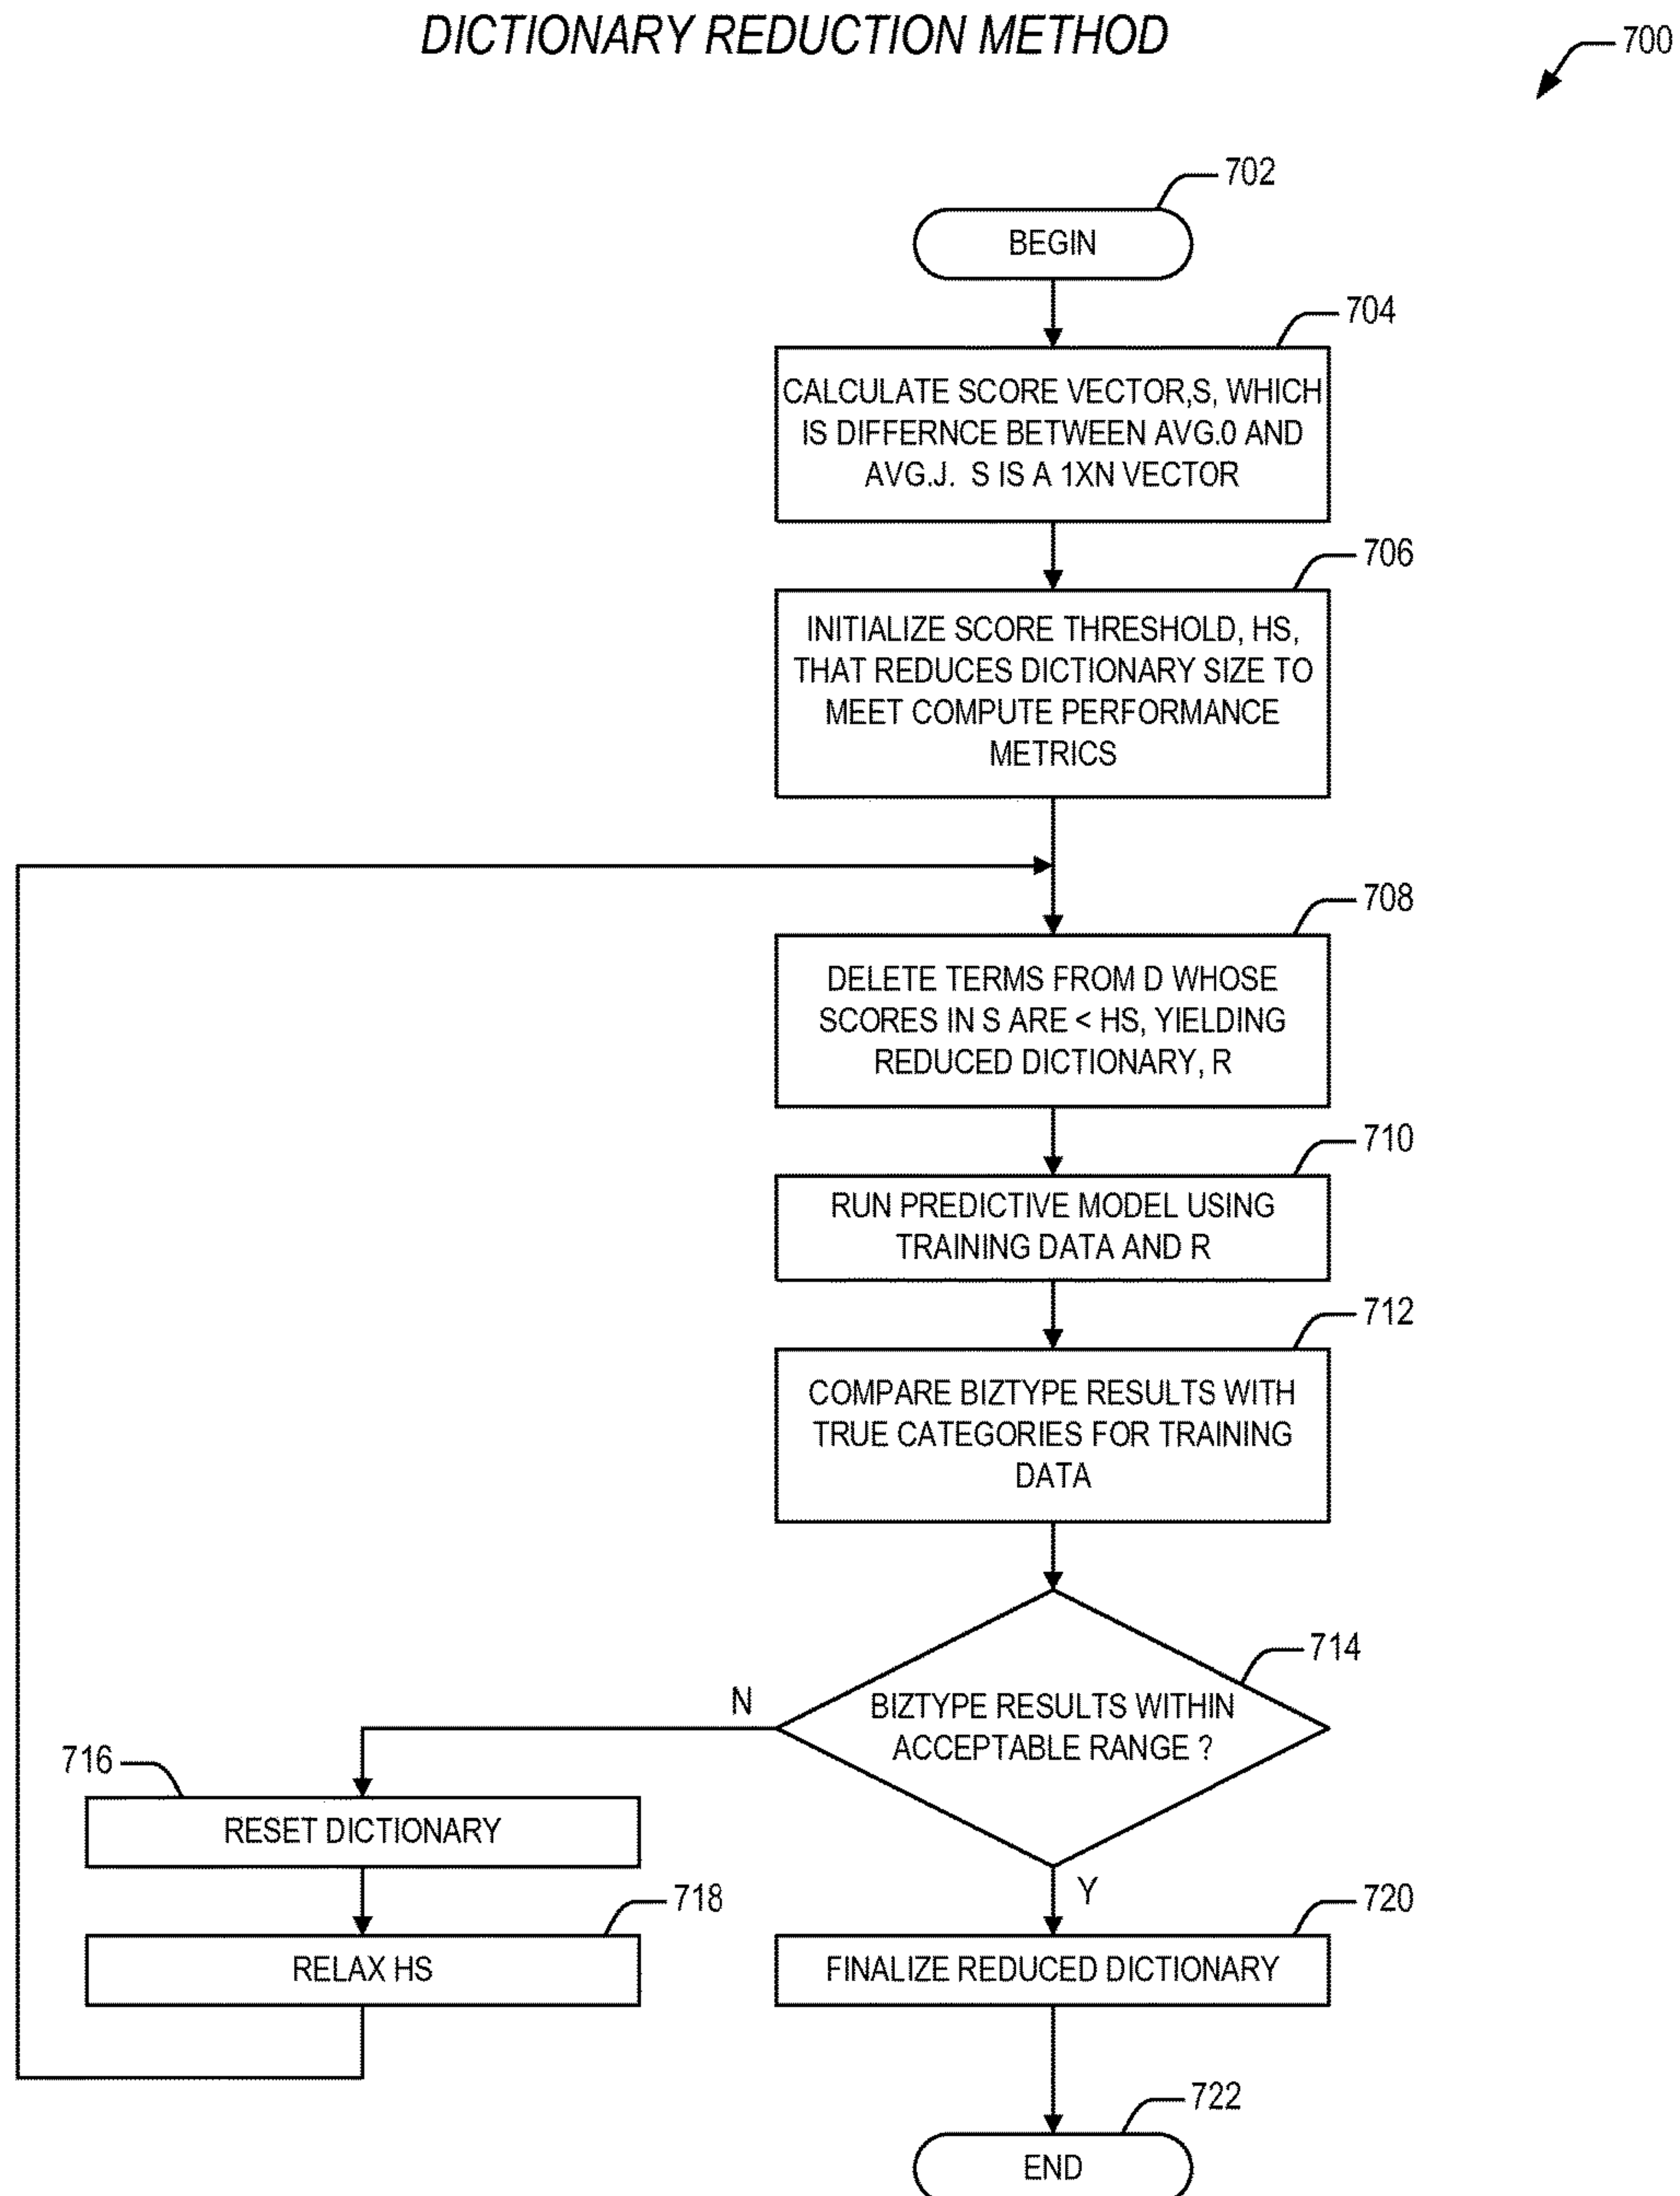 DICTIONARY REDUCTION METHOD
700
702
BEGIN
704
CALCULATE SCORE VECTOR,S, WHICH
IS DIFFERNCE BETWEEN AVG.0 AND
AVG.J. S IS A 1XN VECTOR
706
INITIALIZE SCORE THRESHOLD, HS,
THAT REDUCES DICTIONARY SIZE TO
MEET COMPUTE PERFORMANCE
METRICS
708
DELETE TERMS FROM D WHOSE
SCORES IN S ARE < HS, YIELDING
REDUCED DICTIONARY, R
710
RUN PREDICTIVE MODEL USING
TRAINING DATA AND R
712
COMPARE BIZTYPE RESULTS WITH
TRUE CATEGORIES FOR TRAINING
DATA
714
BIZTYPE RESULTS WITHIN
ACCEPTABLE RANGE ?
N
716
RESET DICTIONARY
718
RELAX HS
Y
720
FINALIZE REDUCED DICTIONARY
722
END